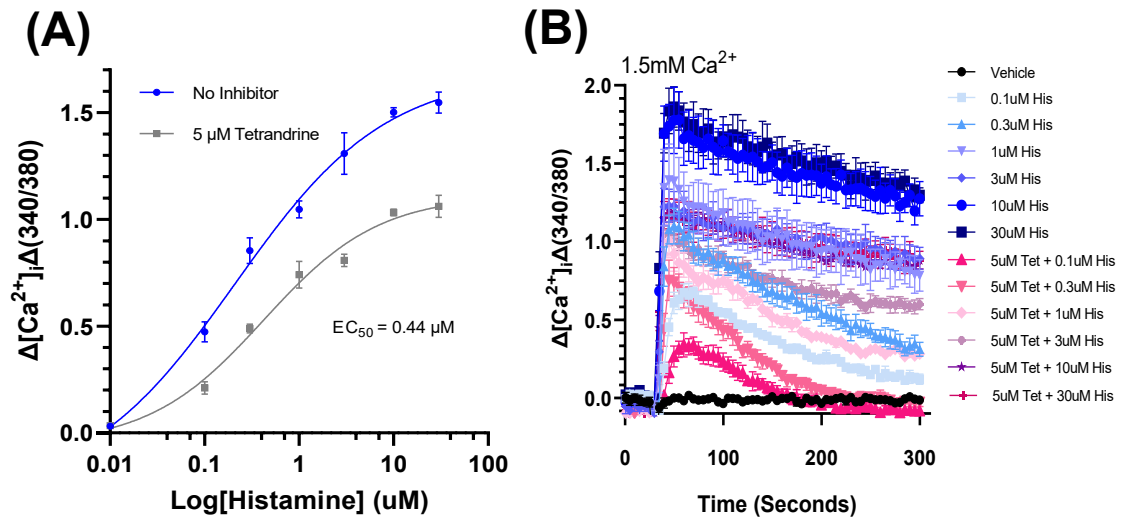 (A)
Δ[Ca²⁺]ᵢΔ(340/380)
1.5
1.0
0.5
0.0
No Inhibitor
5 µM Tetrandrine
EC₅₀ = 0.44 µM
0.01
0.1
1
10
100
Log[Histamine] (uM)
(B)
1.5mM Ca²⁺
Δ[Ca²⁺]ᵢΔ(340/380)
2.0
1.5
1.0
0.5
0.0
0
100
200
300
Time (Seconds)
Vehicle
0.1uM His
0.3uM His
1uM His
3uM His
10uM His
30uM His
5uM Tet + 0.1uM His
5uM Tet + 0.3uM His
5uM Tet + 1uM His
5uM Tet + 3uM His
5uM Tet + 10uM His
5uM Tet + 30uM His